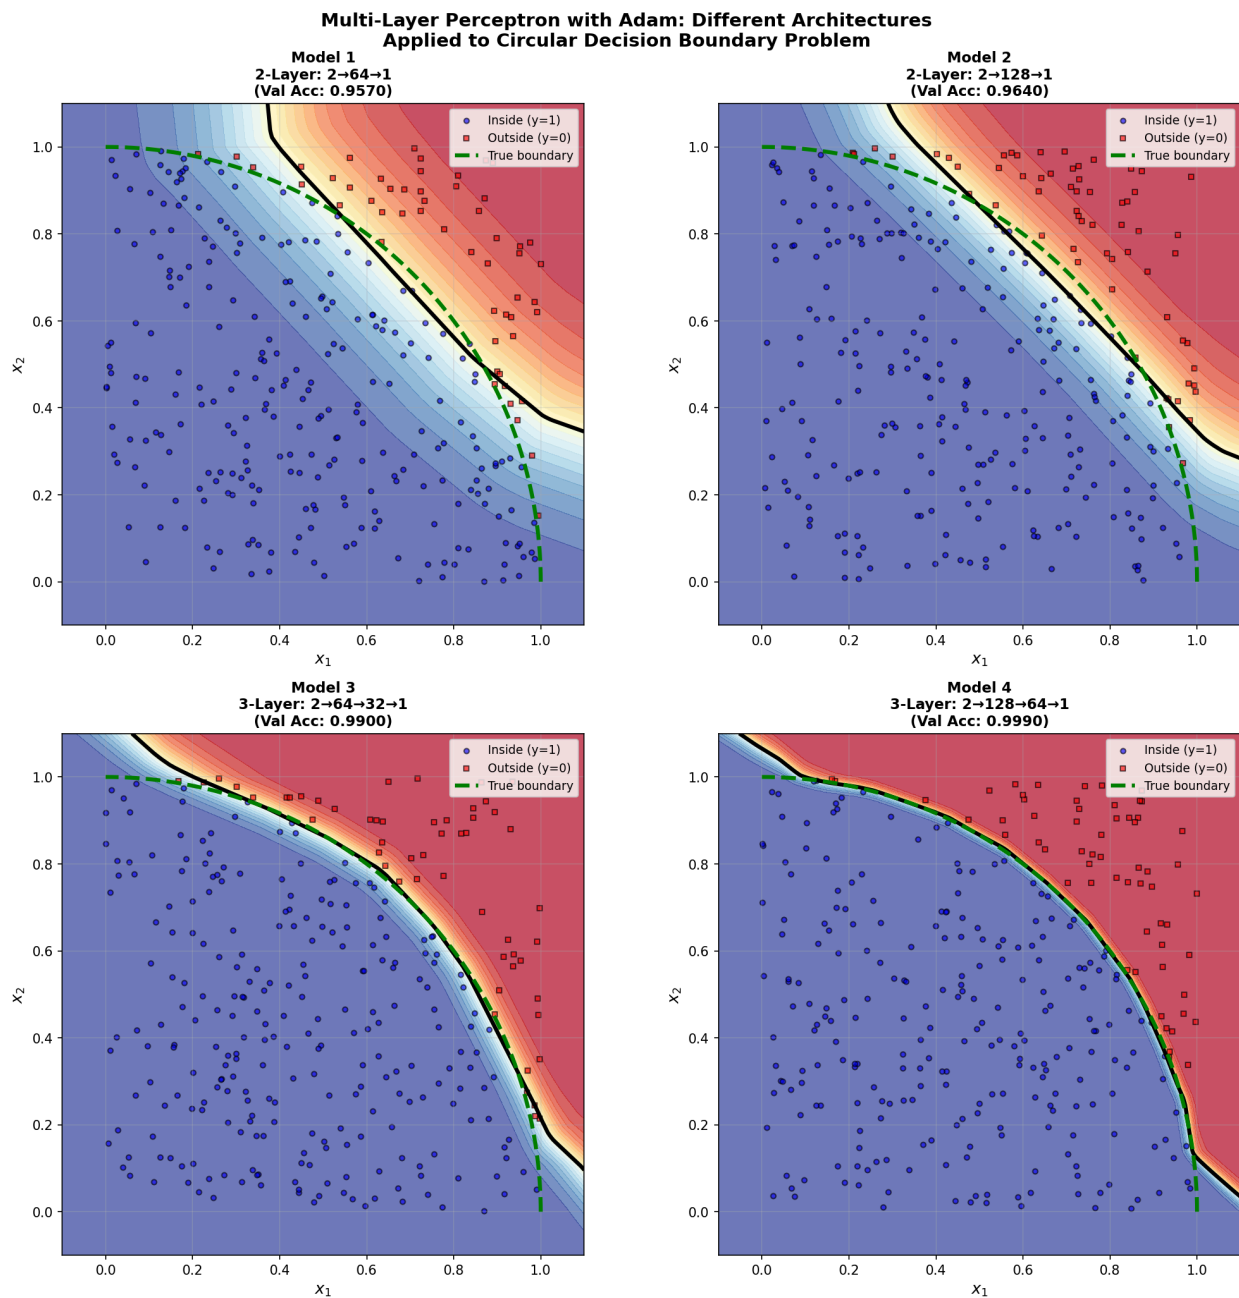 Multi-Layer Perceptron with Adam: Different Architectures
Applied to Circular Decision Boundary Problem
Model 1
2-Layer: 2→64→1
(Val Acc: 0.9570)
Inside (y=1)
Outside (y=0)
True boundary
1.0
0.8
0.6
0.4
0.2
0.0
x₂
0.0 0.2 0.4 0.6 0.8 1.0
x₁
Model 2
2-Layer: 2→128→1
(Val Acc: 0.9640)
Inside (y=1)
Outside (y=0)
True boundary
1.0
0.8
0.6
0.4
0.2
0.0
x₂
0.0 0.2 0.4 0.6 0.8 1.0
x₁
Model 3
3-Layer: 2→64→32→1
(Val Acc: 0.9900)
Inside (y=1)
Outside (y=0)
True boundary
1.0
0.8
0.6
0.4
0.2
0.0
x₂
0.0 0.2 0.4 0.6 0.8 1.0
x₁
Model 4
3-Layer: 2→128→64→1
(Val Acc: 0.9990)
Inside (y=1)
Outside (y=0)
True boundary
1.0
0.8
0.6
0.4
0.2
0.0
x₂
0.0 0.2 0.4 0.6 0.8 1.0
x₁